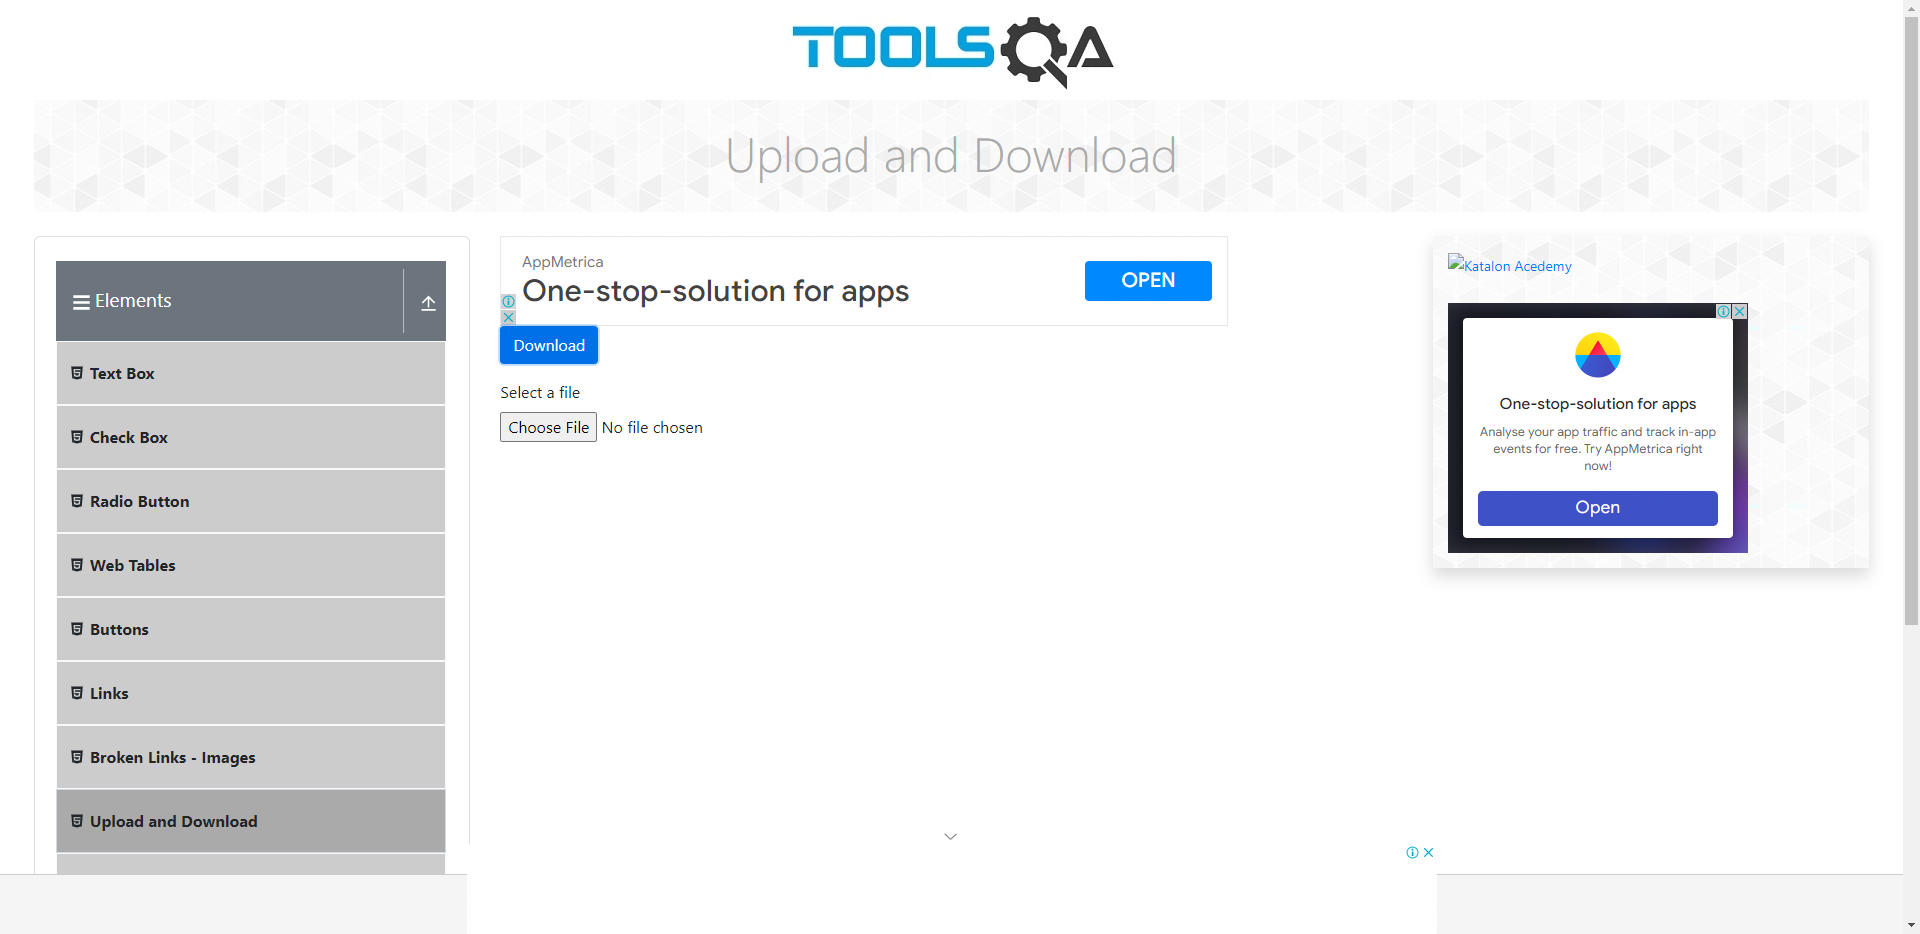 TOOLSQA
Upload and Download
Elements
Text Box
Check Box
Radio Button
Web Tables
Buttons
Links
Broken Links - Images
Upload and Download
AppMetrica
One-stop-solution for apps
OPEN
Download
Select a file
Choose File No file chosen
Katalon Acedemy
One-stop-solution for apps
Analyse your app traffic and track in-app
events for free. Try AppMetrica right
now!
Open